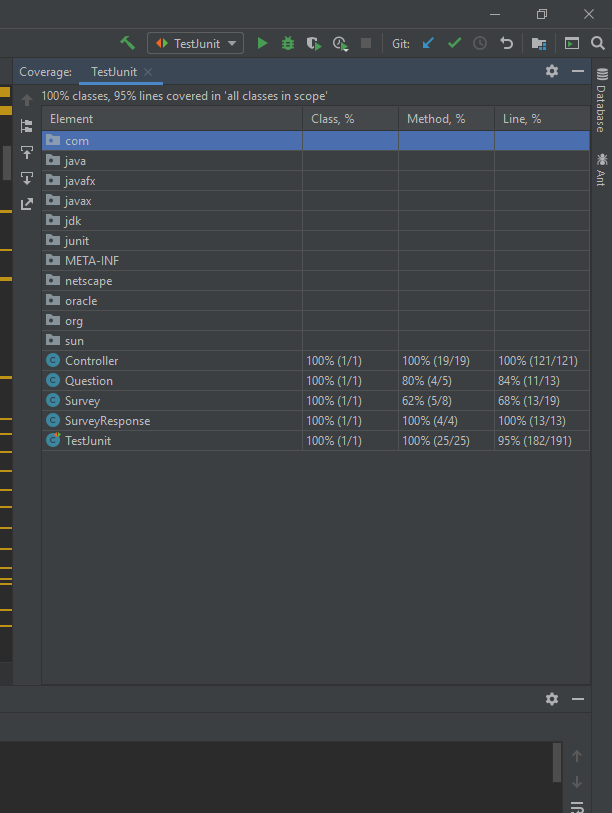 TestJunit Git:
Coverage: TestJunit
100% classes, 95% lines covered in 'all classes in scope'
Element Class, % Method, % Line, %
com
java
javafx
javax
jdk
junit
META-INF
netscape
oracle
org
sun
Controller 100% (1/1) 100% (19/19) 100% (121/121)
Question 100% (1/1) 80% (4/5) 84% (11/13)
Survey 100% (1/1) 62% (5/8) 68% (13/19)
SurveyResponse 100% (1/1) 100% (4/4) 100% (13/13)
TestJunit 100% (1/1) 100% (25/25) 95% (182/191)
Database
Ant